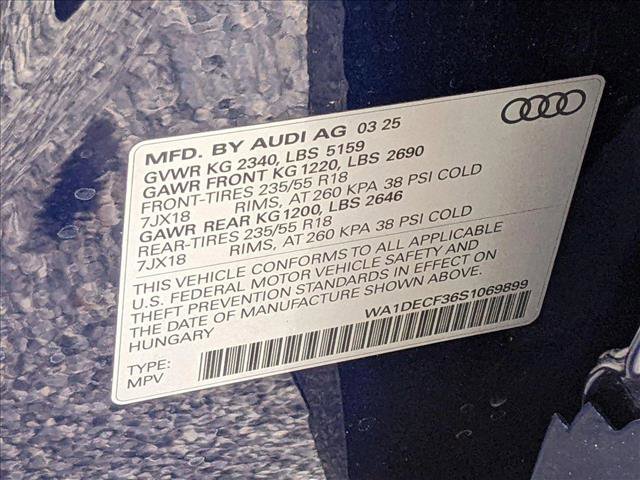 MFD. BY AUDI AG 03 25
GVWR KG 2340, LBS 5159
GAWR FRONT KG 1220, LBS 2690
FRONT-TIRES 235/55 R18
7JX18 RIMS, AT 260 KPA 38 PSI COLD
GAWR REAR KG1200, LBS 2646
REAR-TIRES 235/55 R18
7JX18 RIMS, AT 260 KPA 38 PSI COLD
THIS VEHICLE CONFORMS TO ALL APPLICABLE
U.S. FEDERAL MOTOR VEHICLE SAFETY AND
THEFT PREVENTION STANDARDS IN EFFECT ON
THE DATE OF MANUFACTURE SHOWN ABOVE.
HUNGARY WA1DECF36S1069899
TYPE:
MPV